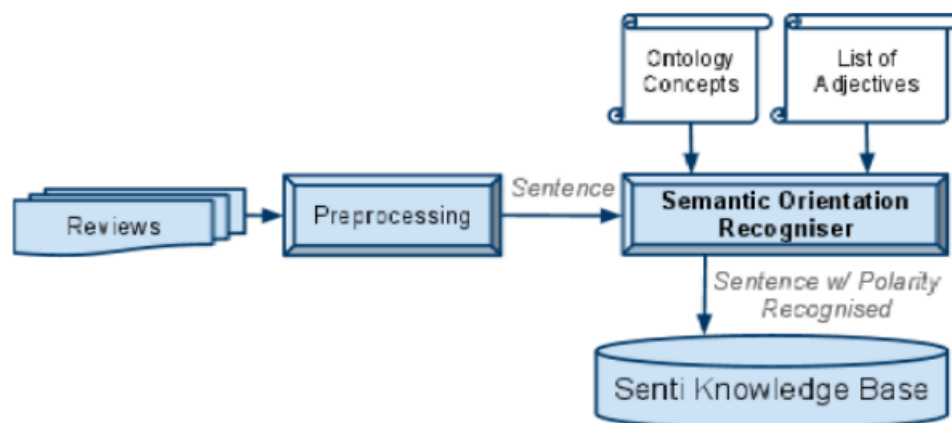 Ontology
Concepts
List of
Adjectives
Reviews
Preprocessing
Sentence
Semantic Orientation
Recogniser
Sentence w/ Polarity
Recognised
Senti Knowledge Base